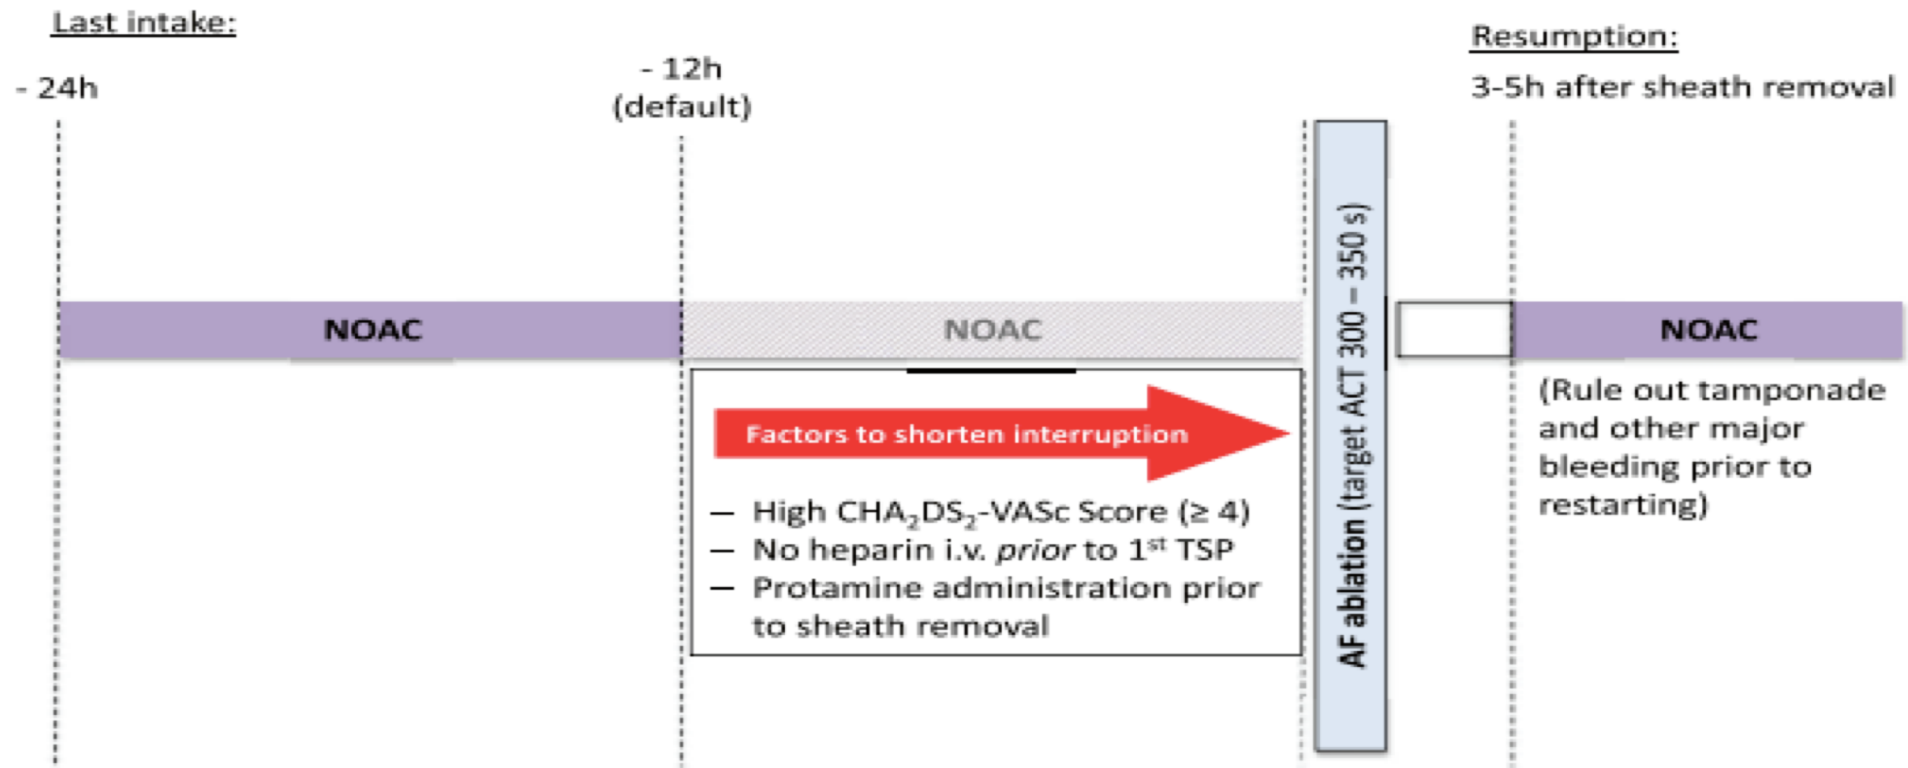 Last intake:
- 24h
- 12h
(default)
Resumption:
3-5h after sheath removal
NOAC
NOAC
AF ablation (target ACT 300 – 350 s)
NOAC
Factors to shorten interruption
– High CHA₂DS₂-VASc Score (≥ 4)
– No heparin i.v. prior to 1st TSP
– Protamine administration prior
to sheath removal
(Rule out tamponade
and other major
bleeding prior to
restarting)